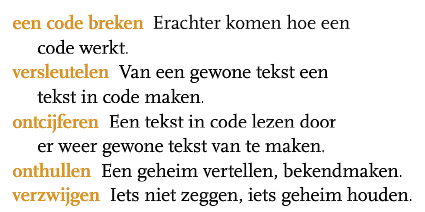 een code breken Erachter komen hoe een
code werkt.
versleutelen Van een gewone tekst een
tekst in code maken.
ontcijferen Een tekst in code lezen door
er weer gewone tekst van te maken.
onthullen Een geheim vertellen, bekendmaken.
verzwijgen Iets niet zeggen, iets geheim houden.